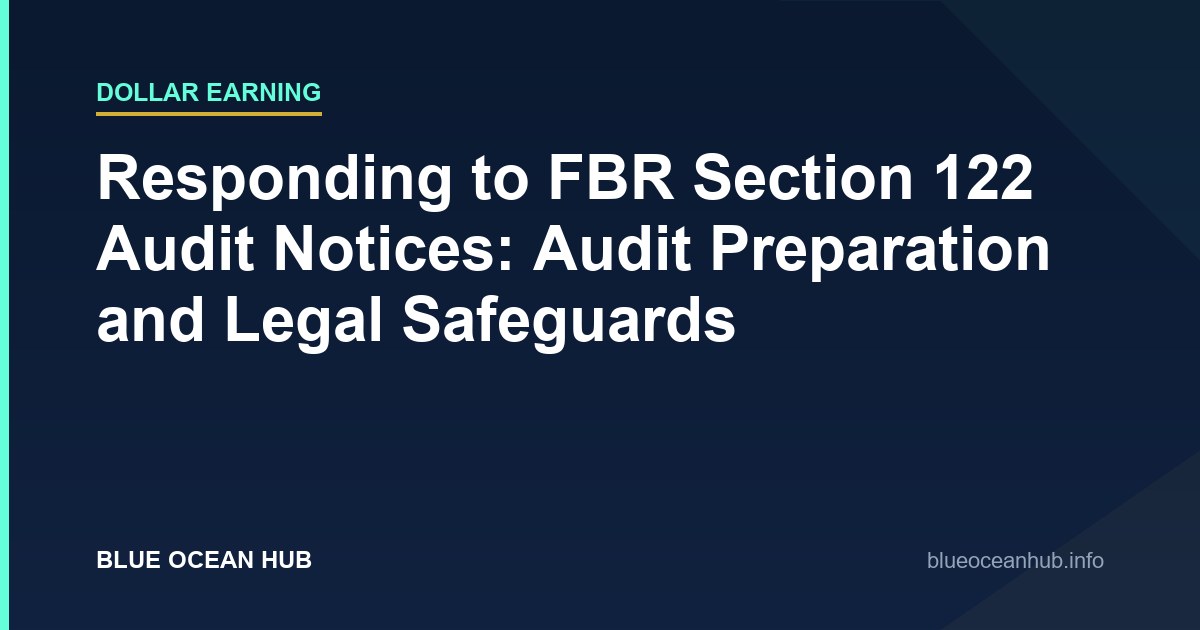 DOLLAR EARNING
Responding to FBR Section 122
Audit Notices: Audit Preparation
and Legal Safeguards
BLUE OCEAN HUB
blueoceanhub.info